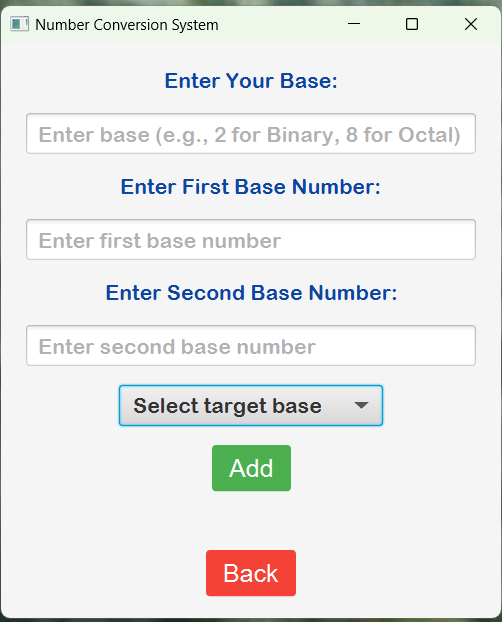 Number Conversion System
Enter Your Base:
Enter base (e.g., 2 for Binary, 8 for Octal)
Enter First Base Number:
Enter first base number
Enter Second Base Number:
Enter second base number
Select target base
Add
Back